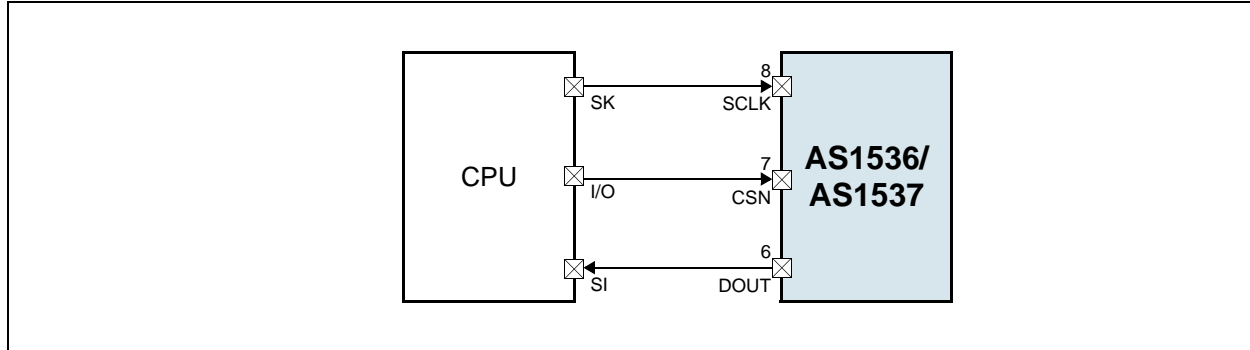 8
SK
SCLK
CPU
7
AS1536/
AS1537
I/O
CSN
6
SI
DOUT